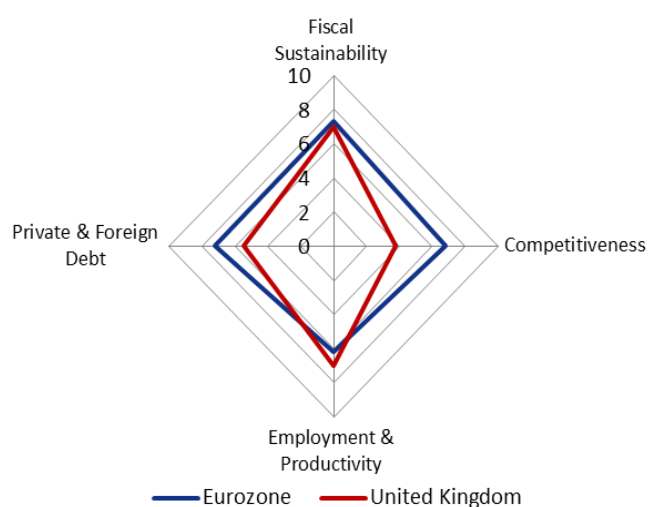 Fiscal
Sustainability
10
8
6
4
2
0
Private & Foreign
Debt
Competitiveness
Employment &
Productivity
Eurozone
United Kingdom